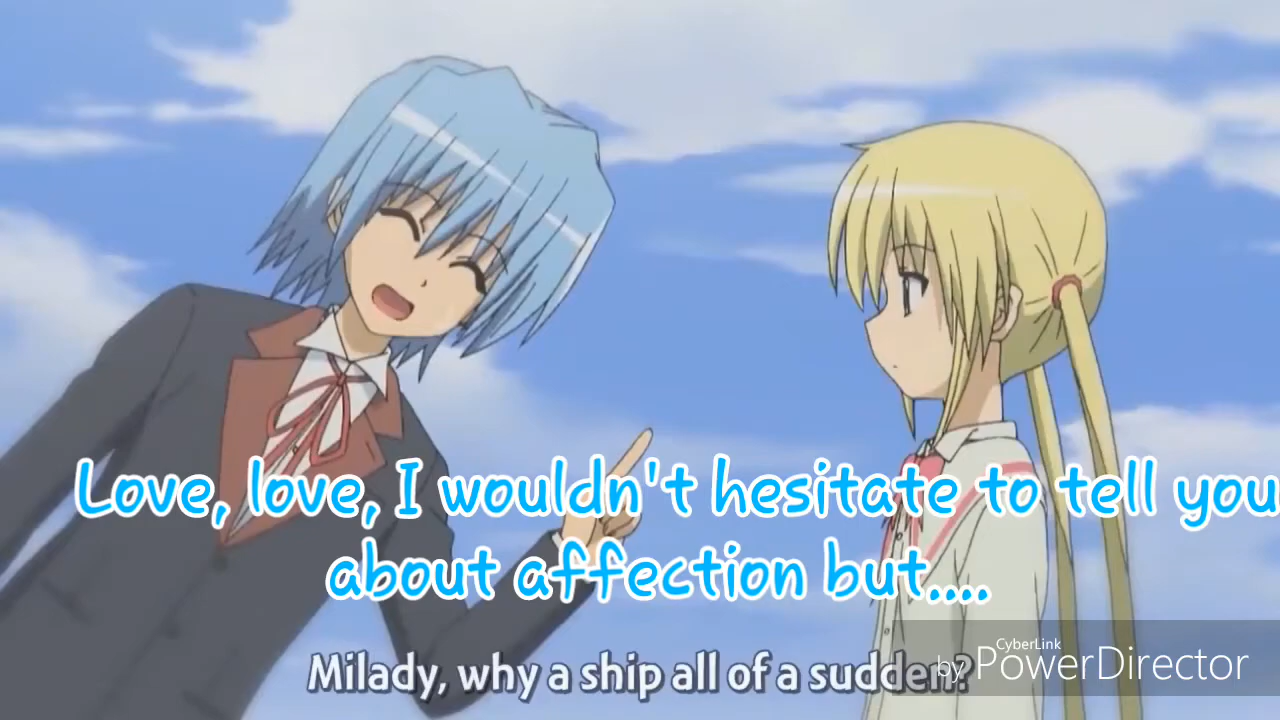 Love, love, I wouldn't hesitate to tell you
about affection but....
Milady, why a ship all of a sudden?
CyberLink
by PowerDirector